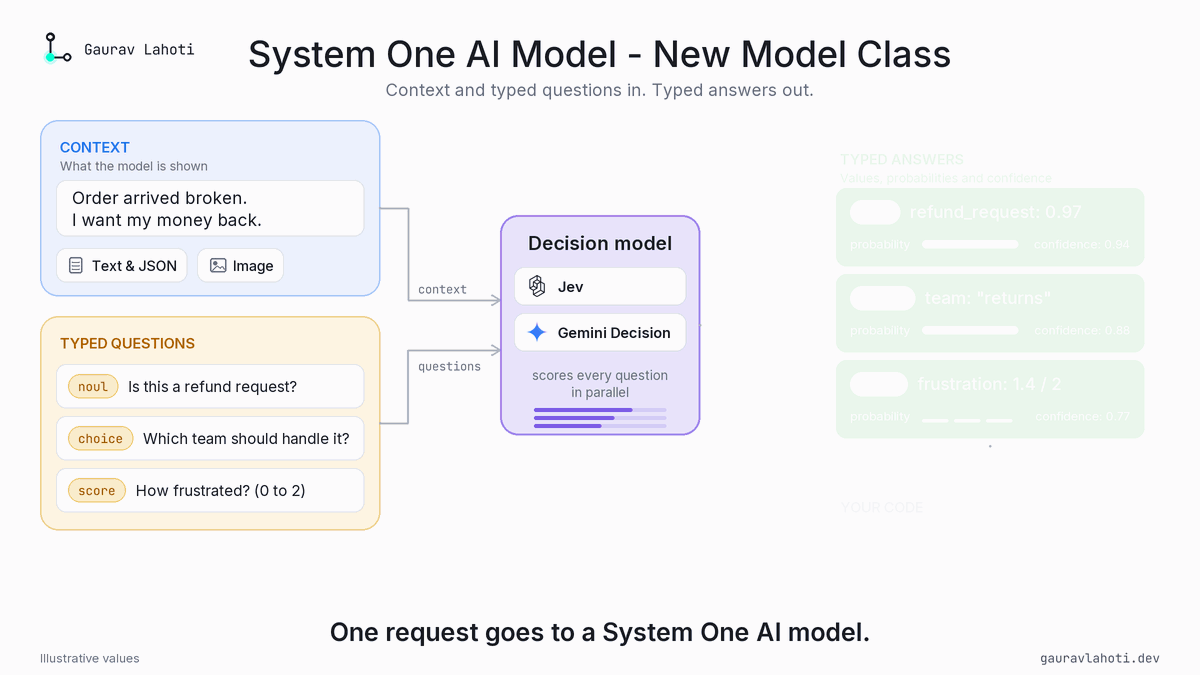 Gaurav Lahoti
System One AI Model - New Model Class
Context and typed questions in. Typed answers out.
CONTEXT
What the model is shown
Order arrived broken.
I want my money back.
Text & JSON
Image
TYPED QUESTIONS
noul
Is this a refund request?
choice
Which team should handle it?
score
How frustrated? (0 to 2)
context
questions
Decision model
Jev
Gemini Decision
scores every question
in parallel
TYPED ANSWERS
Values, probabilities and confidence
refund_request: 0.97
probability
confidence: 0.94
team: "returns"
probability
frustration: 1.4 / 2
probability
confidence: 0.77
YOUR CODE
One request goes to a System One AI model.
Illustrative values
gauravlahoti.dev